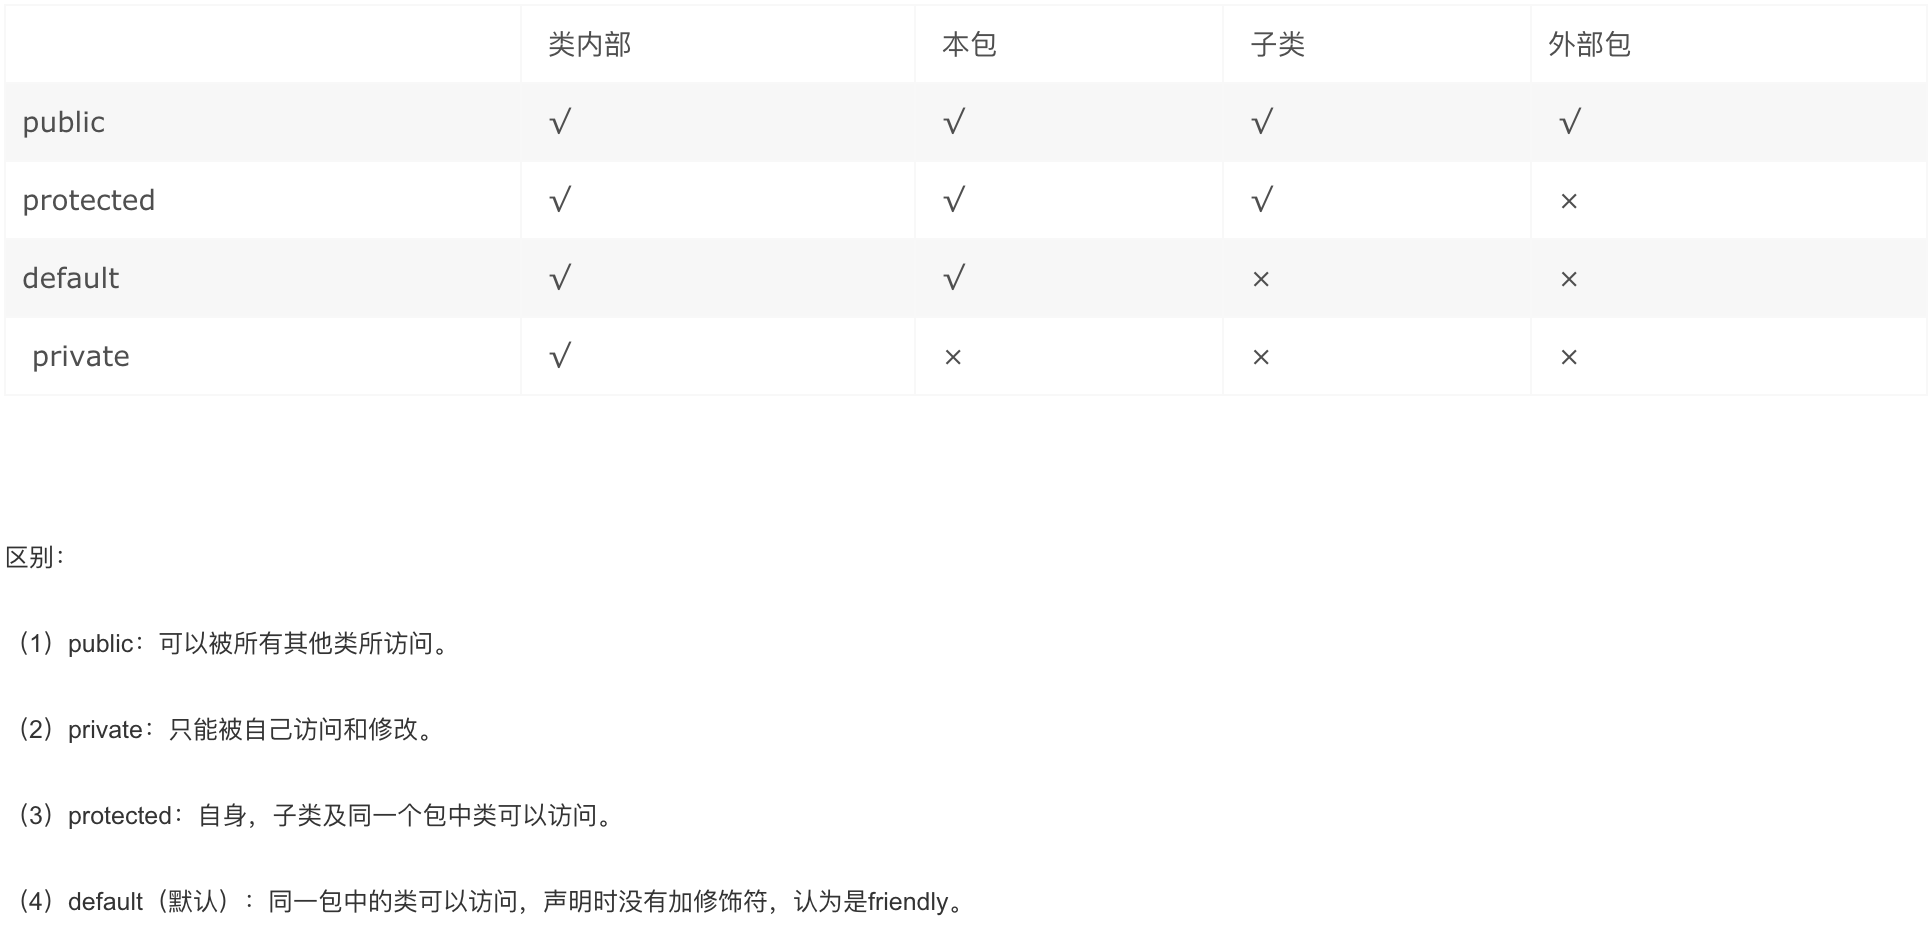 类内部 本包 子类 外部包
public √ √ √ √
protected √ √ √ ×
default √ √ × ×
private √ × × ×
区别：
（1）public：可以被所有其他类所访问。
（2）private：只能被自己访问和修改。
（3）protected：自身，子类及同一个包中类可以访问。
（4）default（默认）：同一包中的类可以访问，声明时没有加修饰符，认为是friendly。